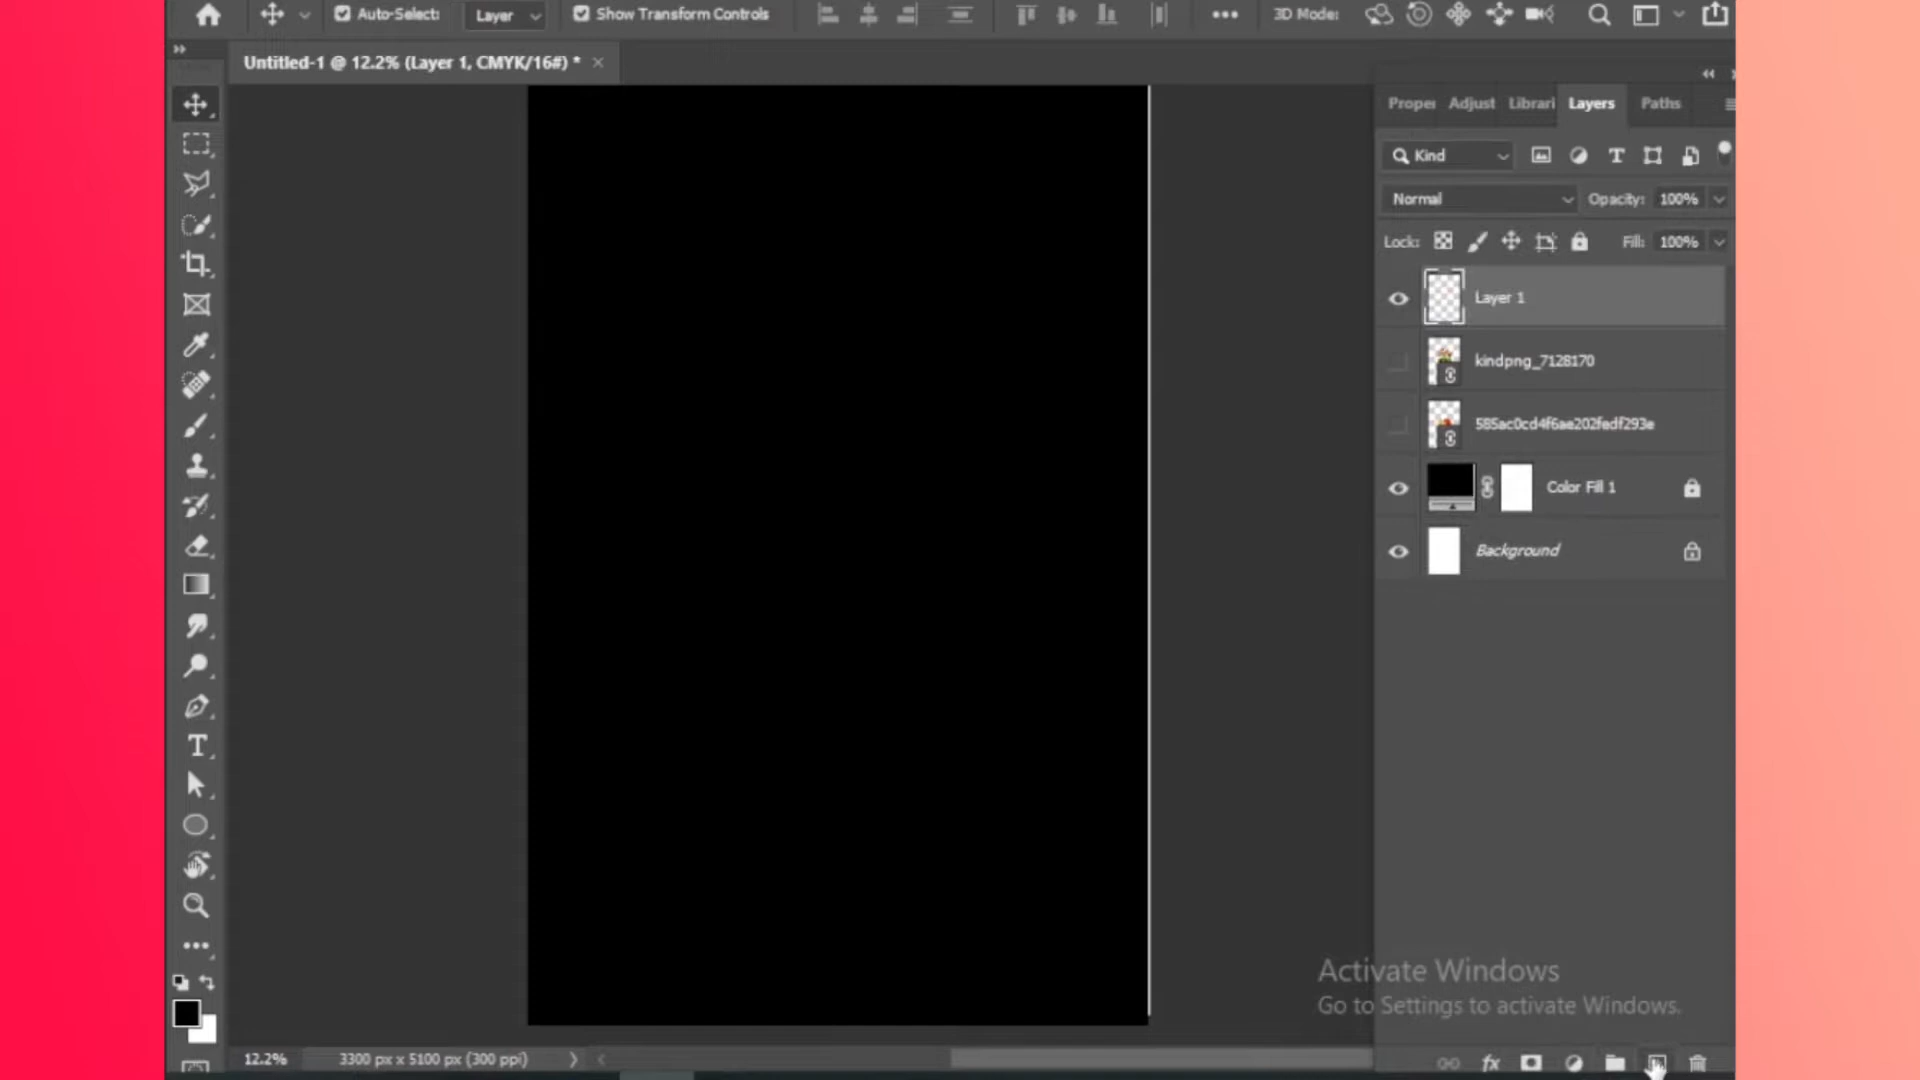 Auto-Select:
Layer
Show Transform Controls
3D Mode:
Untitled-1 @ 12.2% (Layer 1, CMYK/16#) *
Proper
Adjust
Librari
Layers
Paths
Kind
Normal
Opacity: 100%
Lock:
Fill: 100%
Layer 1
kindpng_7128170
585ac0cd4f6ae202fedf293e
Color Fill 1
Background
Activate Windows
Go to Settings to activate Windows.
12.2%
3300 px x 5100 px (300 ppi)
fx